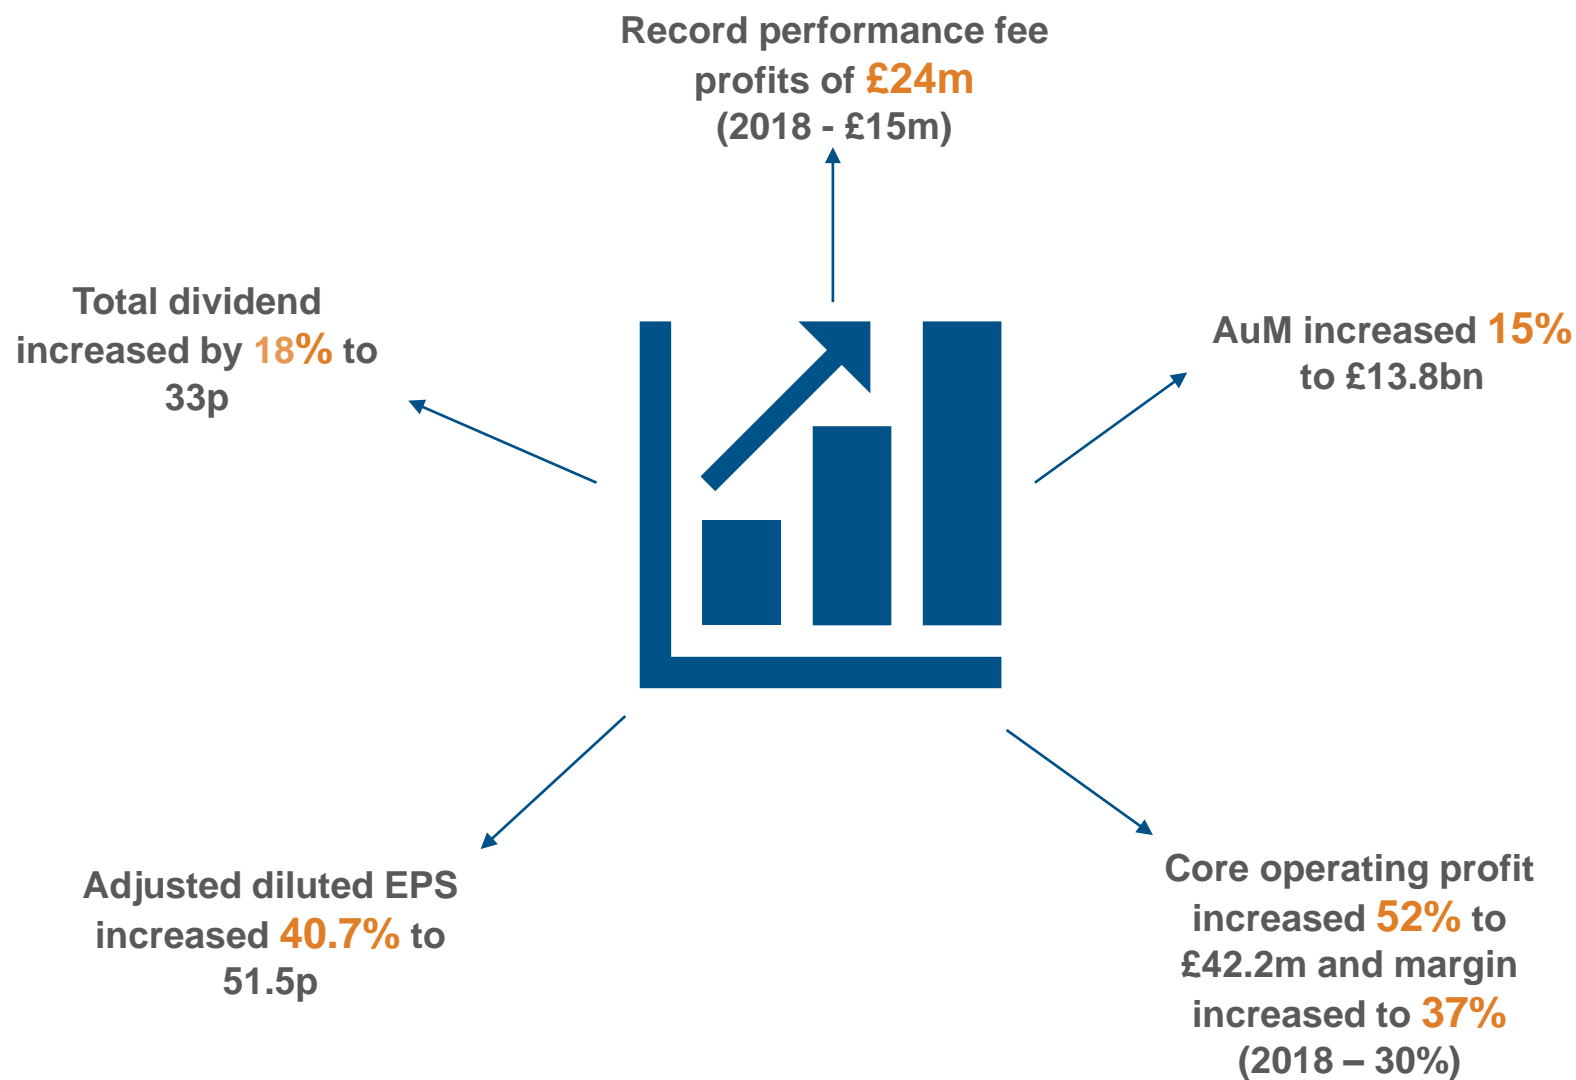 Record performance fee
profits of £24m
(2018 - £15m)
Total dividend
increased by 18% to
33p
AuM increased 15%
to £13.8bn
Adjusted diluted EPS
increased 40.7% to
51.5p
Core operating profit
increased 52% to
£42.2m and margin
increased to 37%
(2018 – 30%)